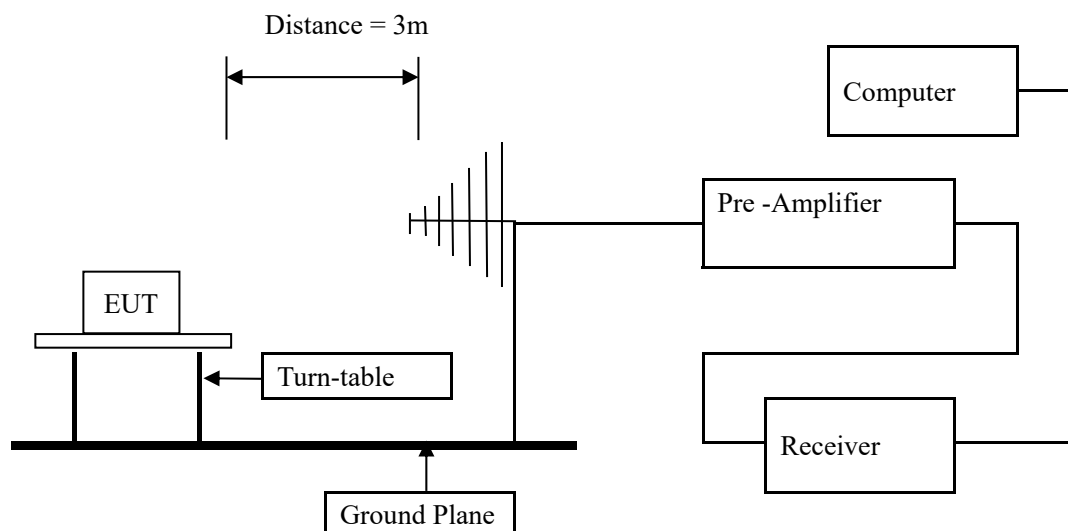 Distance = 3m
Computer
Pre -Amplifier
EUT
Turn-table
Receiver
Ground Plane